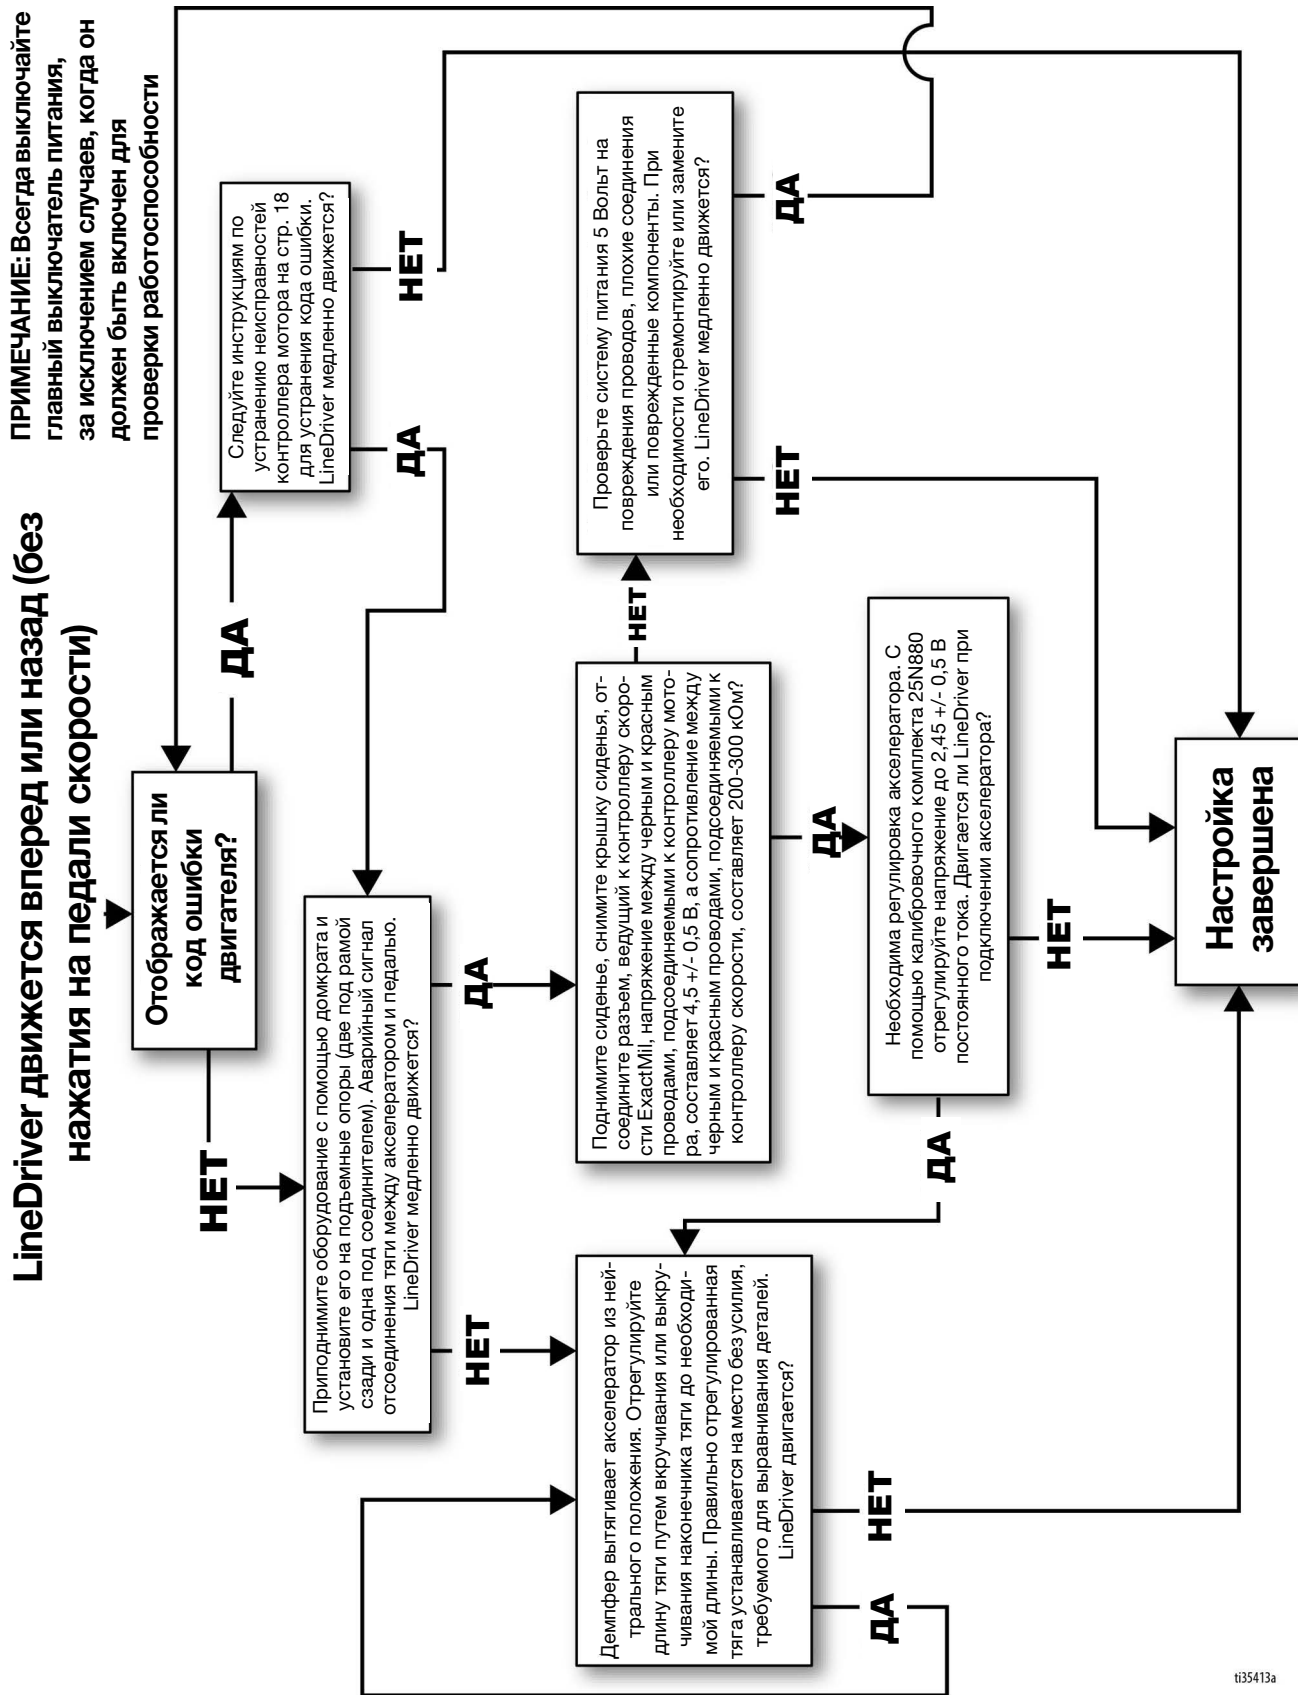 LineDriver движется вперед или назад (без
нажатия на педали скорости)
ПРИМЕЧАНИЕ: Всегда выключайте
главный выключатель питания,
за исключением случаев, когда он
должен быть включен для
проверки работоспособности
Отображается ли
код ошибки
двигателя?
НЕТ
ДА
Следуйте инструкциям по
устранению неисправностей
контроллера мотора на стр. 18
для устранения кода ошибки.
LineDriver медленно движется?
ДА
НЕТ
Приподнимите оборудование с помощью домкрата и
установите его на подъемные опоры (две под рамой
сзади и одна под соединителем). Аварийный сигнал
отсоединения тяги между акселератором и педалью.
LineDriver медленно движется?
НЕТ
ДА
Поднимите сиденье, снимите крышку сиденья, от-
соедините разъем, ведущий к контроллеру скоро-
сти ExactMil, напряжение между черным и красным
проводами, подсоединяемыми к контроллеру мото-
ра, составляет 4,5 +/- 0,5 В, а сопротивление между
черным и красным проводами, подсоединяемыми к
контроллеру скорости, составляет 200-300 кОм?
НЕТ
ДА
Проверьте систему питания 5 Вольт на
повреждения проводов, плохие соединения
или поврежденные компоненты. При
необходимости отремонтируйте или замените
его. LineDriver медленно движется?
НЕТ
ДА
Демпфер вытягивает акселератор из ней-
трального положения. Отрегулируйте
длину тяги путем вкручивания или выкру-
чивания наконечника тяги до необходи-
мой длины. Правильно отрегулированная
тяга устанавливается на место без усилия,
требуемого для выравнивания деталей.
LineDriver двигается?
ДА
НЕТ
Необходима регулировка акселератора. С
помощью калибровочного комплекта 25N880
отрегулируйте напряжение до 2,45 +/- 0,5 В
постоянного тока. Двигается ли LineDriver при
подключении акселератора?
ДА
НЕТ
Настройка
завершена
ti35413a